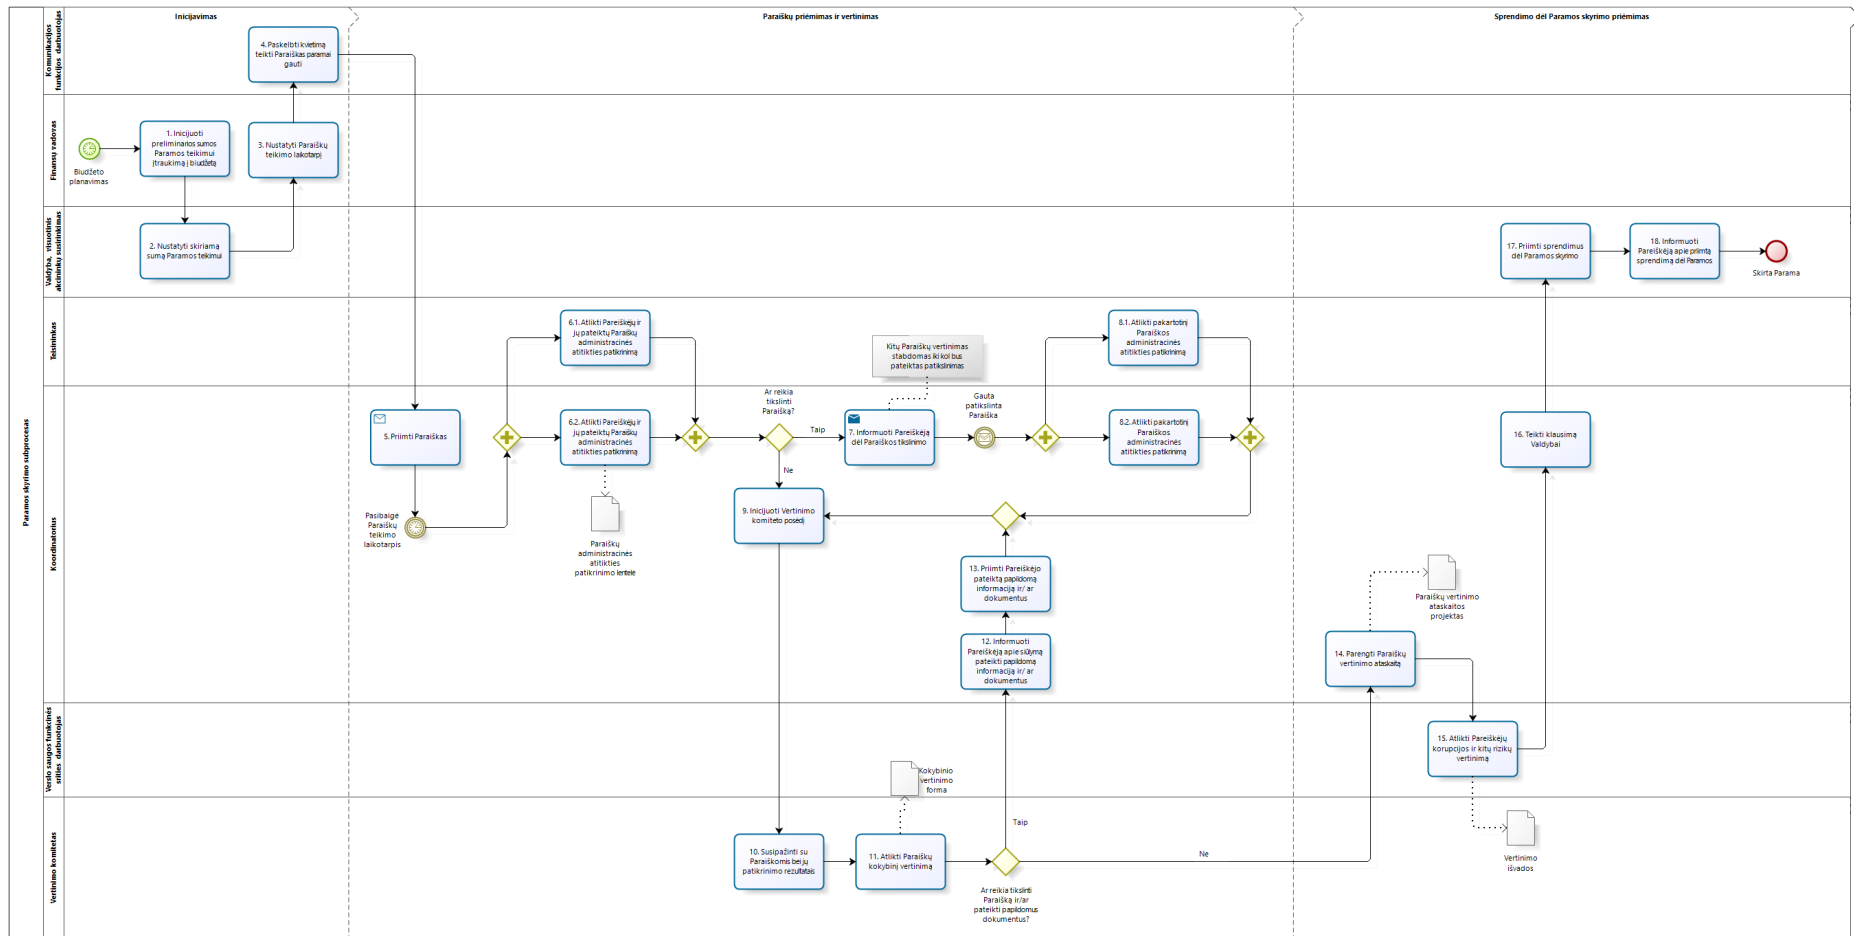 Inicijavimas
Paraiškų priėmimas ir vertinimas
Sprendimo dėl Paramos skyrimo priėmimas
Paramos skyrimo subprocesas
Komunikacijos
funkcijos darbuotojas
4. Paskelbti kvietimą
teikti Paraiškas paramai
gauti
Finansų vadovas
Biudžeto
planavimas
1. Inicijuoti
preliminarios sumos
Paramos teikimui
įtraukimą į biudžetą
3. Nustatyti Paraiškų
teikimo laikotarpį
Valdyba, visuotinis
akcininkų susirinkimas
2. Nustatyti skiriamą
sumą Paramos teikimui
17. Priimti sprendimus
dėl Paramos skyrimo
18. Informuoti
Pareiškėją apie priimtą
sprendimą dėl Paramos
Skirta Parama
Teisininkas
6.1. Atlikti Pareiškėjų ir
jų pateiktų Paraiškų
administracinės
atitikties patikrinimą
Kitų Paraiškų vertinimas
stabdomas iki kol bus
pateiktas patikslinimas
8.1. Atlikti pakartotinį
Paraiškos
administracinės
atitikties patikrinimą
Koordinatorius
5. Priimti Paraiškas
Pasibaigė
Paraiškų
teikimo
laikotarpis
6.2. Atlikti Pareiškėjų ir
jų pateiktų Paraiškų
administracinės
atitikties patikrinimą
Paraiškų
administracinės
atitikties
patikrinimo lentelė
Ar reikia
tikslinti
Paraišką?
Taip
Ne
7. Informuoti Pareiškėją
dėl Paraiškos tikslinimo
Gauta
patikslinta
Paraiška
8.2. Atlikti pakartotinį
Paraiškos
administracinės
atitikties patikrinimą
9. Inicijuoti Vertinimo
komiteto posėdį
13. Priimti Pareiškėjo
pateiktą papildomą
informaciją ir/ ar
dokumentus
12. Informuoti
Pareiškėją apie siūlymą
pateikti papildomą
informaciją ir/ ar
dokumentus
16. Teikti klausimą
Valdybai
Paraiškų vertinimo
ataskaitos
projektas
14. Parengti Paraiškų
vertinimo ataskaitą
Verslo saugos funkcinės
srities darbuotojas
Kokybinio
vertinimo
forma
15. Atlikti Pareiškėjų
korupcijos ir kitų rizikų
vertinimą
Vertinimo komitetas
10. Susipažinti su
Paraiškomis bei jų
patikrinimo rezultatais
11. Atlikti Paraiškų
kokybinį vertinimą
Taip
Ne
Ar reikia tikslinti
Paraišką ir/ar
pateikti papildomus
dokumentus?
Vertinimo
išvados